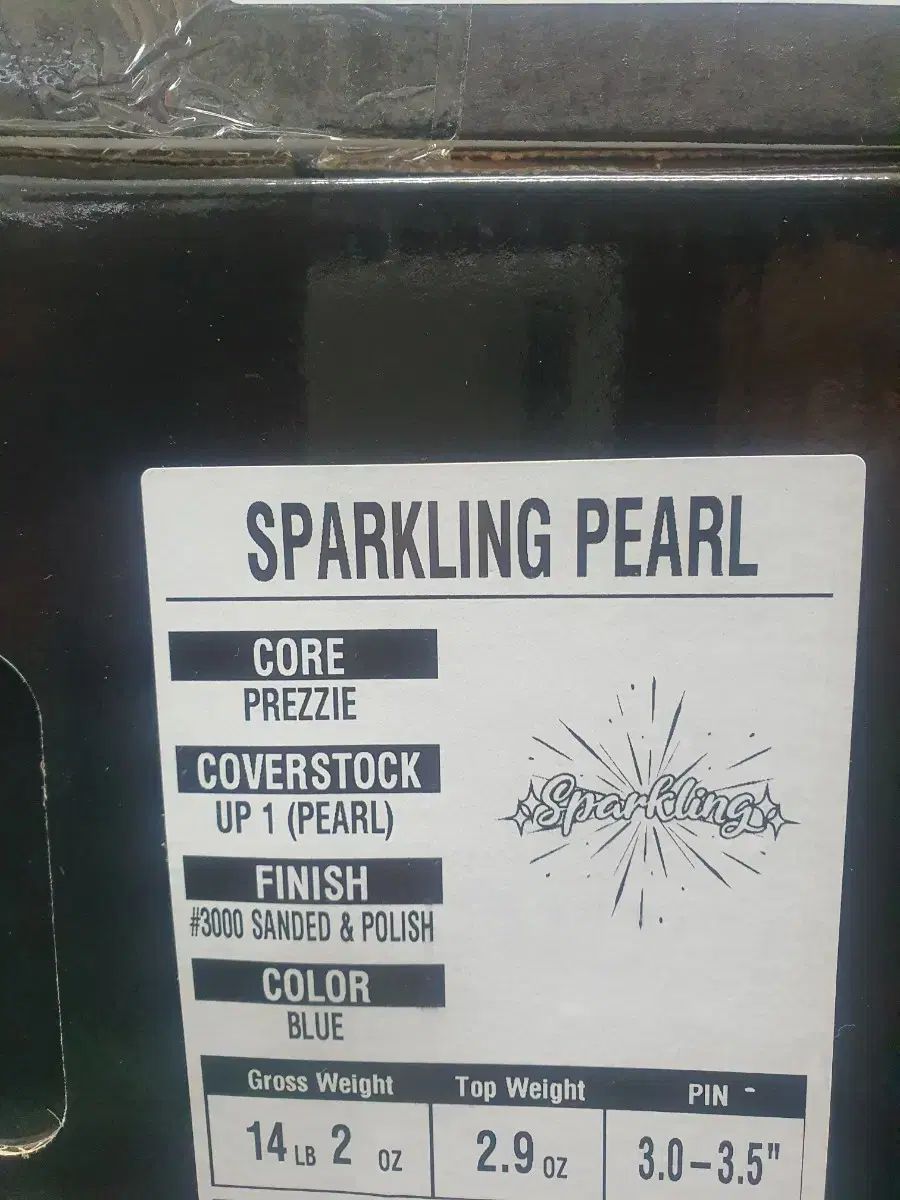 SPARKLING PEARL
CORE
PREZZIE
COVERSTOCK
UP 1 (PEARL)
FINISH
#3000 SANDED & POLISH
COLOR
BLUE
Sparkling
Gross Weight Top Weight PIN -
14 LB 2 OZ 2.9 OZ 3.0-3.5"